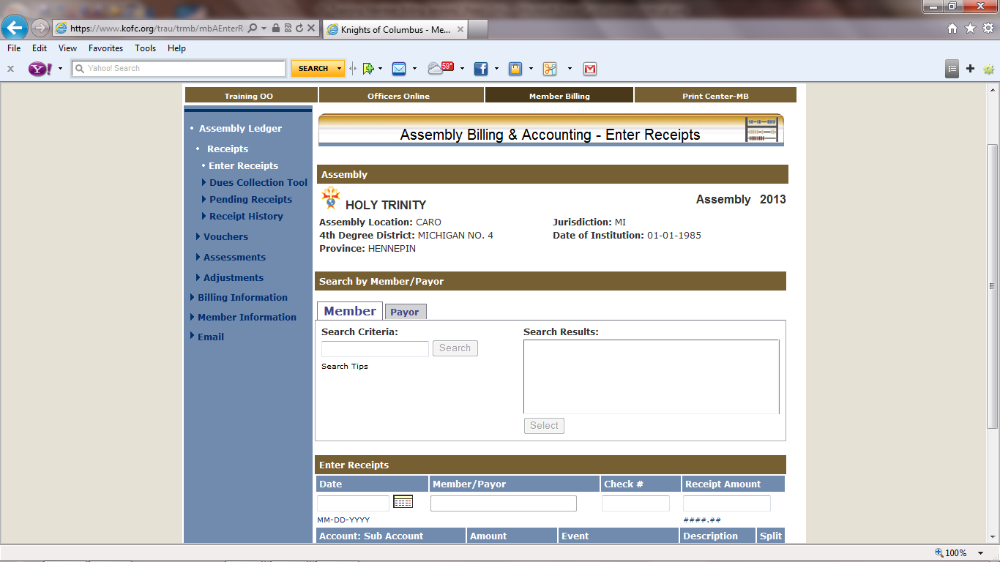 https://www.kofc.org/trau/trmb/mbAEnterR
Knights of Columbus - Me...
File Edit View Favorites Tools Help
Y! Yahoo! Search SEARCH 59°
Training OO Officers Online Member Billing Print Center-MB
Assembly Ledger
Receipts
Enter Receipts
Dues Collection Tool
Pending Receipts
Receipt History
Vouchers
Assessments
Adjustments
Billing Information
Member Information
Email
Assembly Billing & Accounting - Enter Receipts
Assembly
HOLY TRINITY Assembly 2013
Assembly Location: CARO Jurisdiction: MI
4th Degree District: MICHIGAN NO. 4 Date of Institution: 01-01-1985
Province: HENNEPIN
Search by Member/Payor
Member Payor
Search Criteria: Search Results:
Search
Search Tips
Select
Enter Receipts
Date Member/Payor Check # Receipt Amount
MM-DD-YYYY ####.##
Account: Sub Account Amount Event Description Split
100%